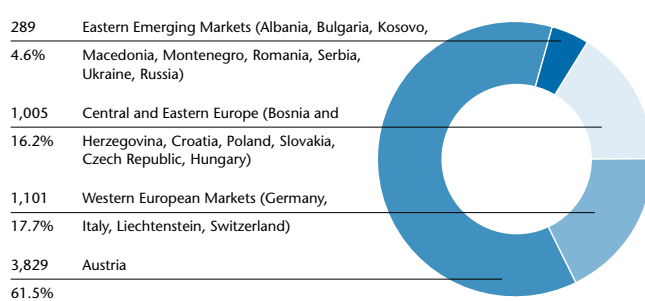 289 Eastern Emerging Markets (Albania, Bulgaria, Kosovo,
4.6% Macedonia, Montenegro, Romania, Serbia,
Ukraine, Russia)
1,005 Central and Eastern Europe (Bosnia and
16.2% Herzegovina, Croatia, Poland, Slovakia,
Czech Republic, Hungary)
1,101 Western European Markets (Germany,
17.7% Italy, Liechtenstein, Switzerland)
3,829 Austria
61.5%